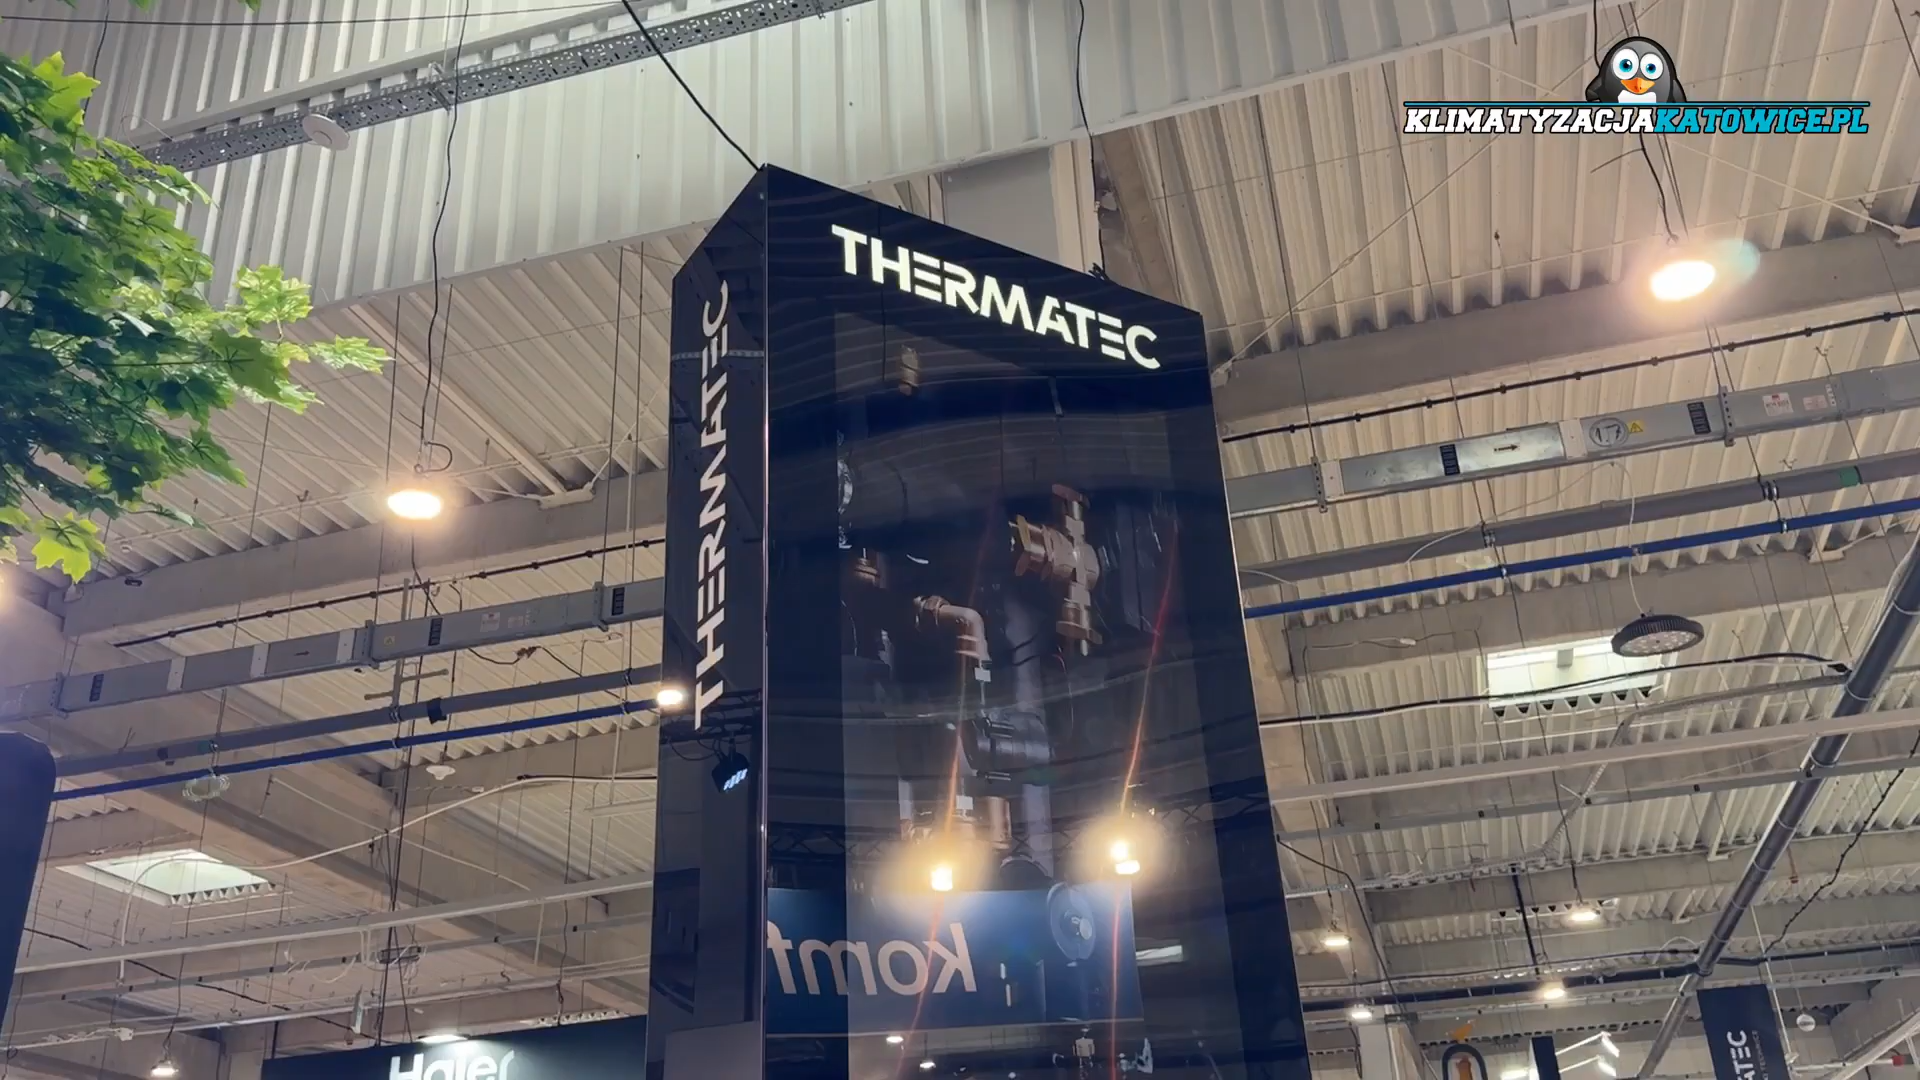 KLIMATYZACJAKATOWICE.PL
THERMATEC
THERMATEC
komf
Haier